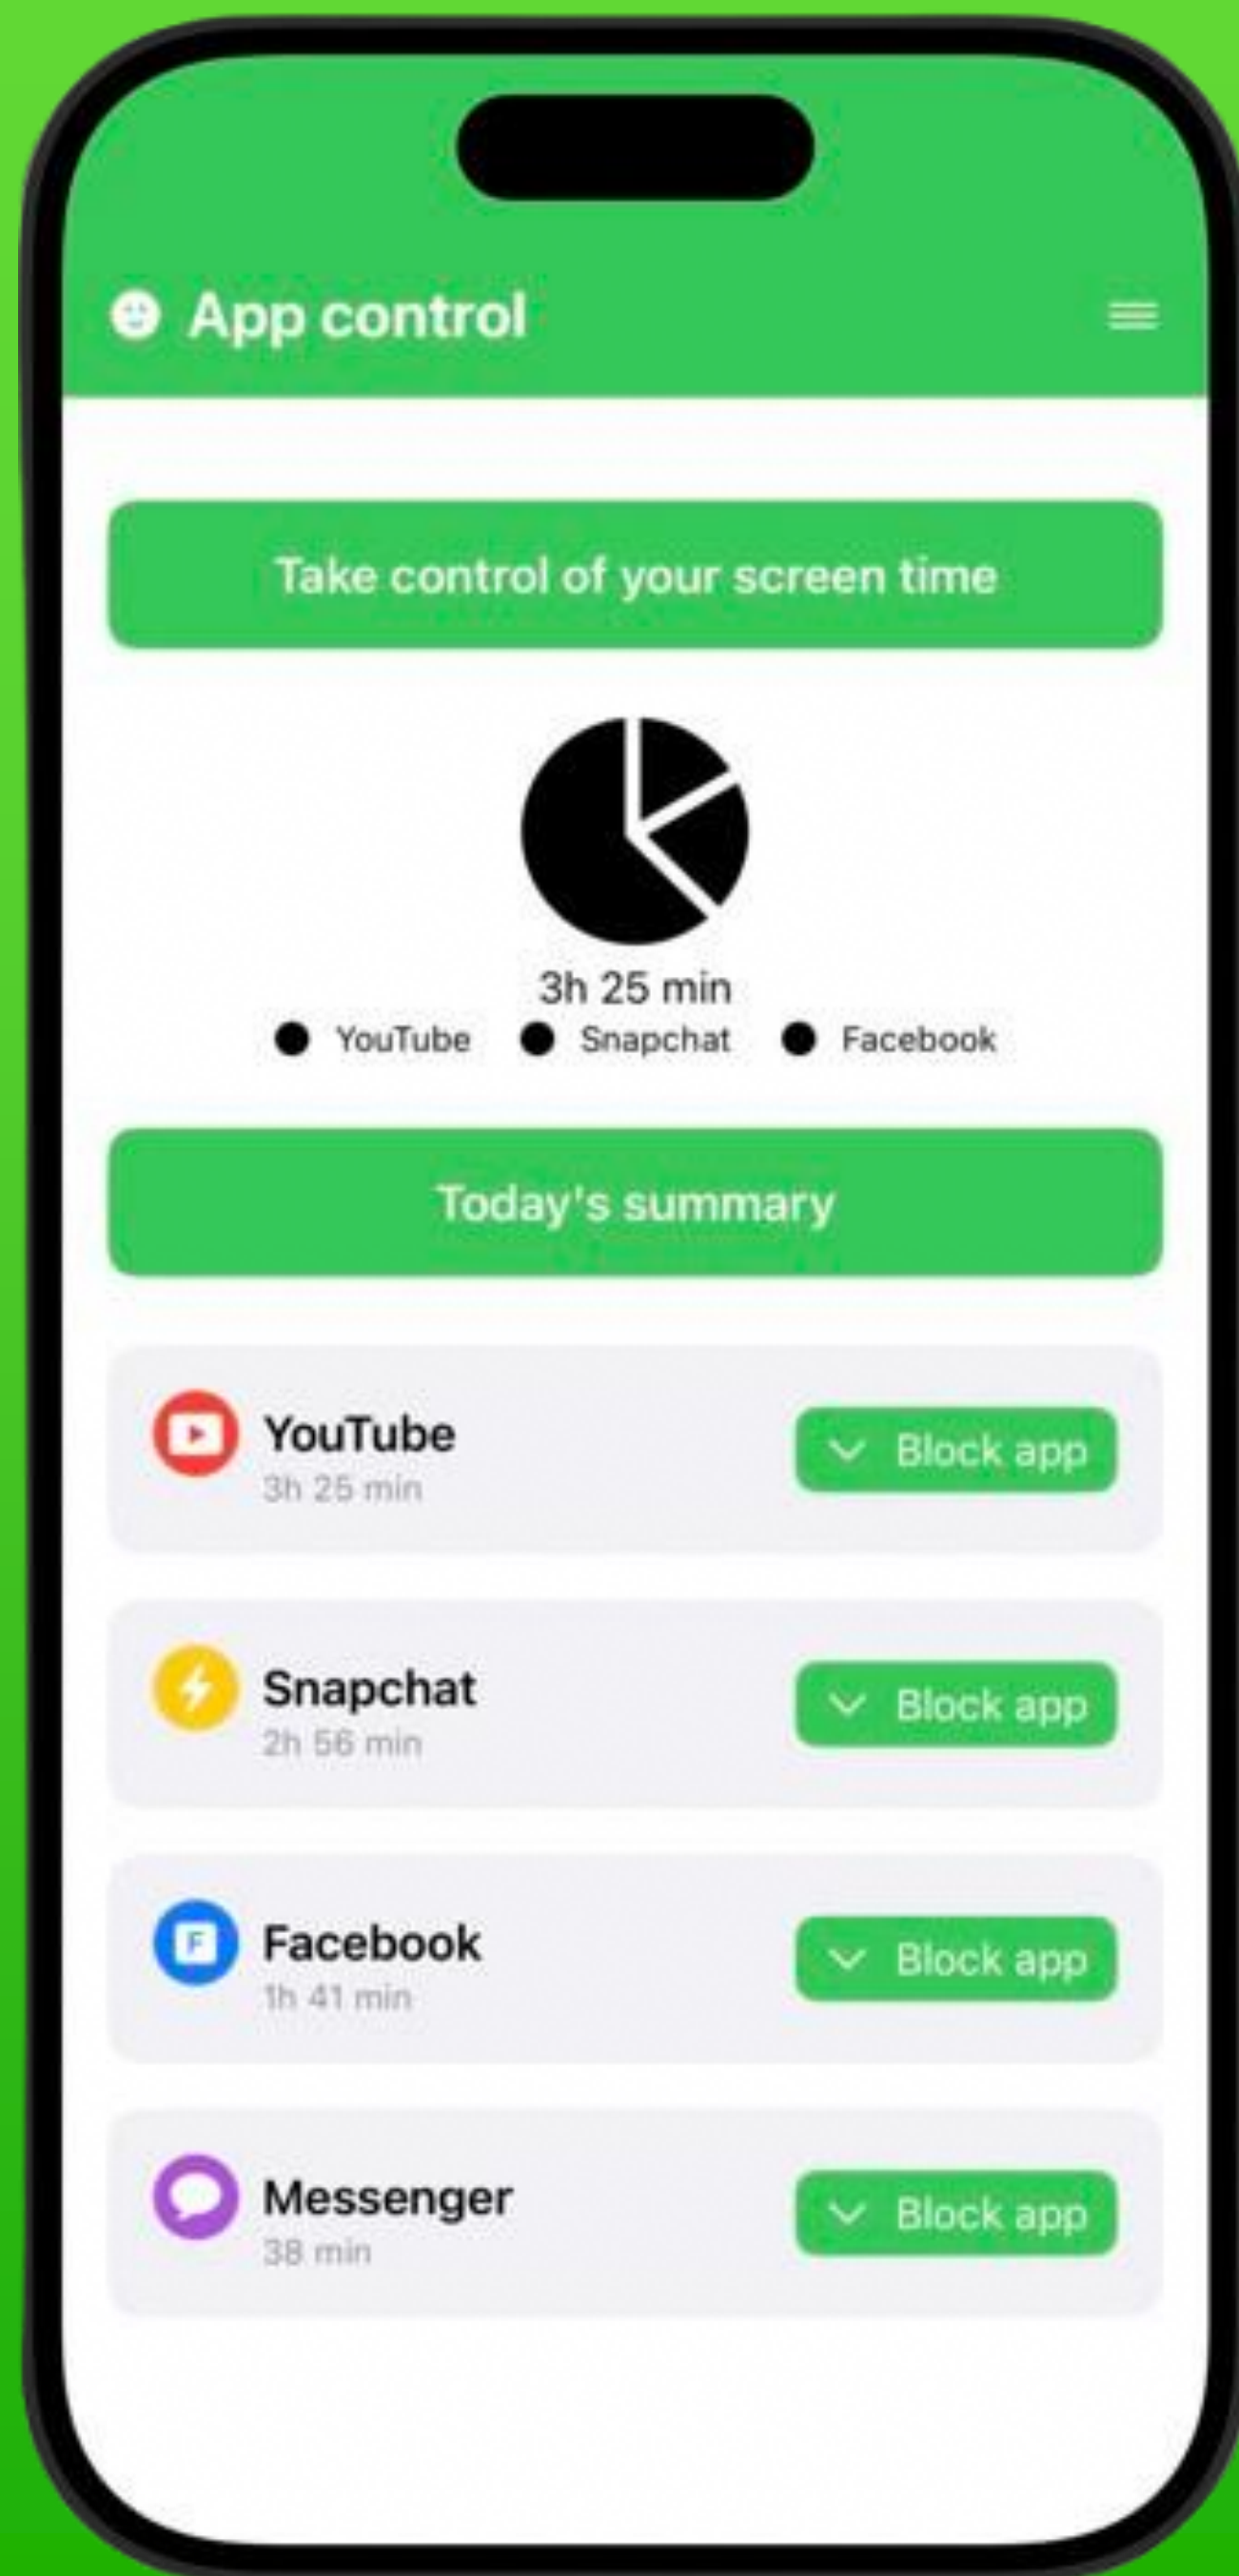 App control
Take control of your screen time
3h 25 min
YouTube Snapchat Facebook
Today's summary
YouTube
3h 25 min
Block app
Snapchat
2h 56 min
Block app
F
Facebook
1h 41 min
Block app
Messenger
38 min
Block app